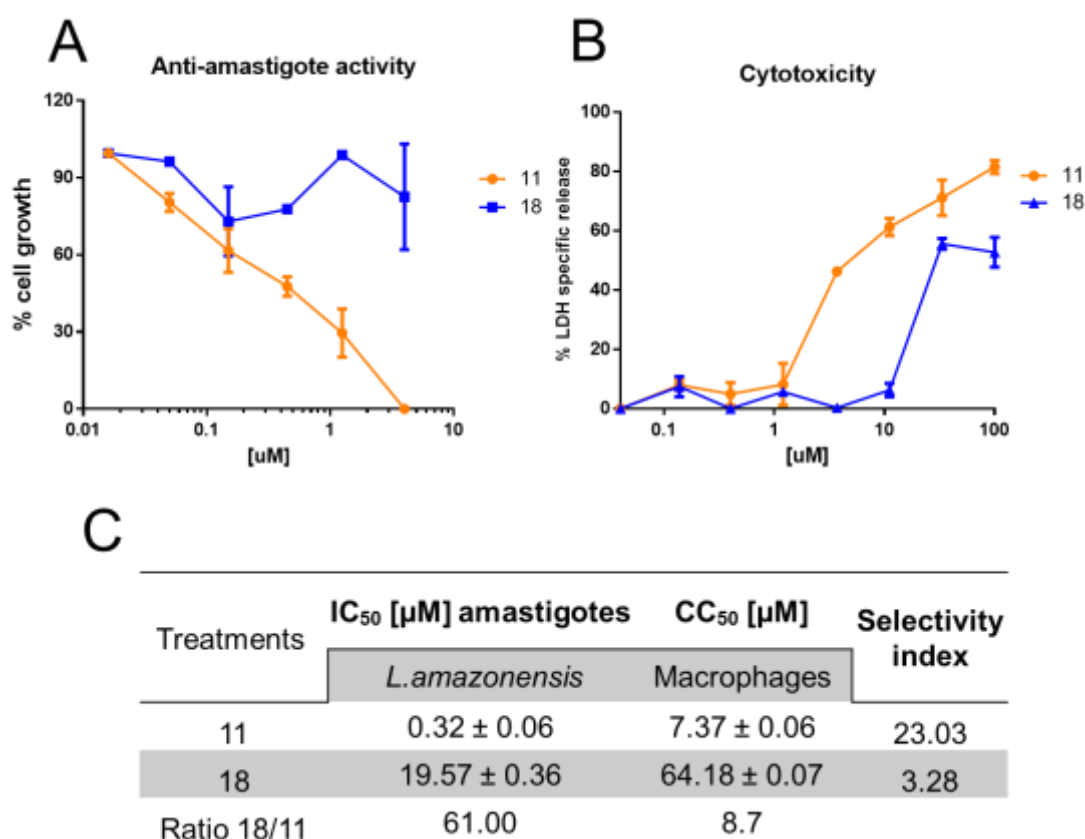 A
Anti-amastigote activity
120
90
60
30
0
% cell growth
0.01
0.1
1
10
[uM]
11
18
B
Cytotoxicity
100
80
60
40
20
0
% LDH specific release
0.1
1
10
100
[uM]
11
18
C
Treatments
IC50 [µM] amastigotes
CC50 [µM]
Selectivity
index
L.amazonensis
Macrophages
11 0.32 ± 0.06 7.37 ± 0.06 23.03
18 19.57 ± 0.36 64.18 ± 0.07 3.28
Ratio 18/11 61.00 8.7